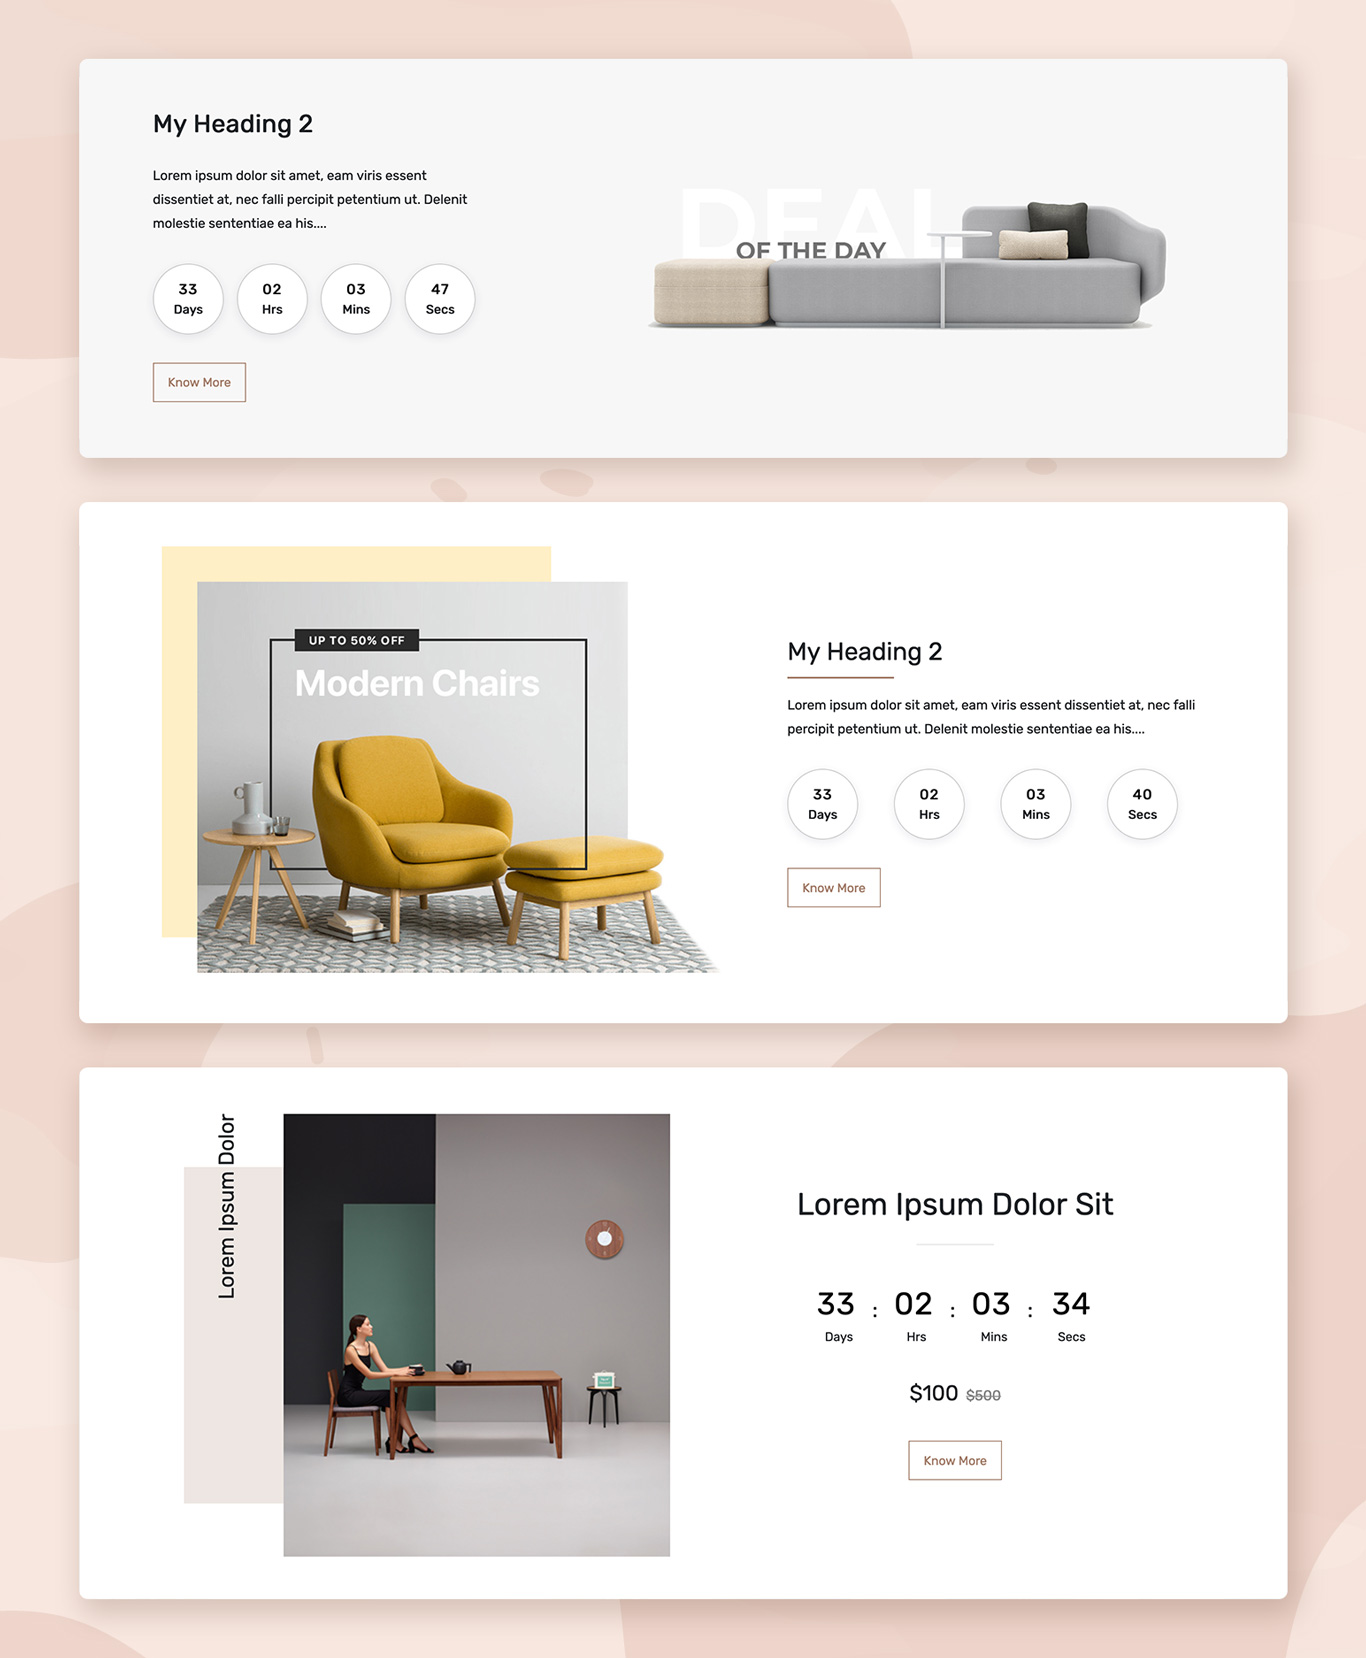 My Heading 2
Lorem ipsum dolor sit amet, eam viris essent
dissentiet at, nec falli percipit petentium ut. Delenit
molestie sententiae ea his....
33 02 03 47
Days Hrs Mins Secs
Know More
DEAL
OF THE DAY
UP TO 50% OFF
Modern Chairs
My Heading 2
Lorem ipsum dolor sit amet, eam viris essent dissentiet at, nec falli
percipit petentium ut. Delenit molestie sententiae ea his....
33 02 03 40
Days Hrs Mins Secs
Know More
Lorem Ipsum Dolor
Lorem Ipsum Dolor Sit
33 : 02 : 03 : 34
Days Hrs Mins Secs
$100 $500
Know More